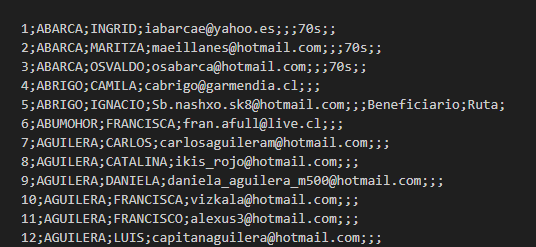 1;ABARCA;INGRID;iabarcae@yahoo.es;;;70s;;
2;ABARCA;MARITZA;maeillanes@hotmail.com;;;70s;;
3;ABARCA;OSVALDO;osabarca@hotmail.com;;;70s;;
4;ABRIGO;CAMILA;cabrigo@garmendia.cl;;;
5;ABRIGO;IGNACIO;Sb.nashxo.sk8@hotmail.com;;;Beneficiario;Ruta;
6;ABUMOHOR;FRANCISCA;fran.afull@live.cl;;;
7;AGUILERA;CARLOS;carlosaguileram@hotmail.com;;;
8;AGUILERA;CATALINA;ikis_rojo@hotmail.com;;;
9;AGUILERA;DANIELA;daniela_aguilera_m500@hotmail.com;;;
10;AGUILERA;FRANCISCA;vizkala@hotmail.com;;;
11;AGUILERA;FRANCISCO;alexus3@hotmail.com;;;
12;AGUILERA;LUIS;capitanaguilera@hotmail.com;;;